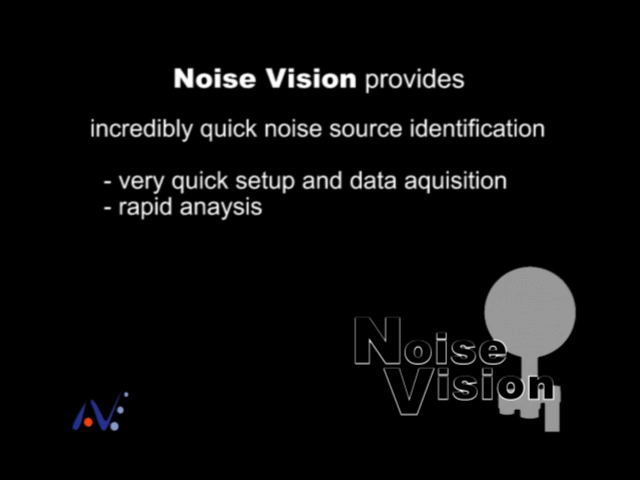 Noise Vision provides
incredibly quick noise source identification
- very quick setup and data aquisition
- rapid anaysis
Noise
Vision